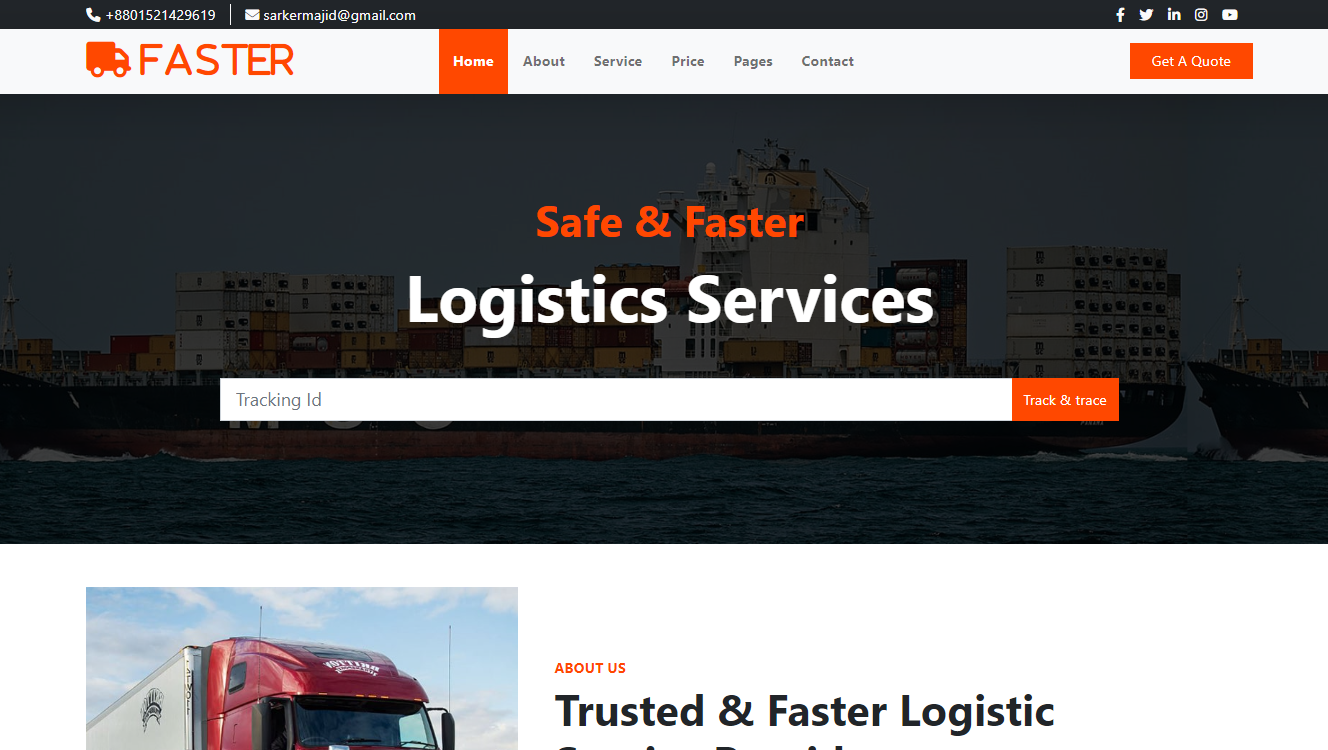 +8801521429619
sarkermajid@gmail.com
FASTER
Home
About
Service
Price
Pages
Contact
Get A Quote
Safe & Faster
Logistics Services
Tracking Id
Track & trace
ABOUT US
Trusted & Faster Logistic